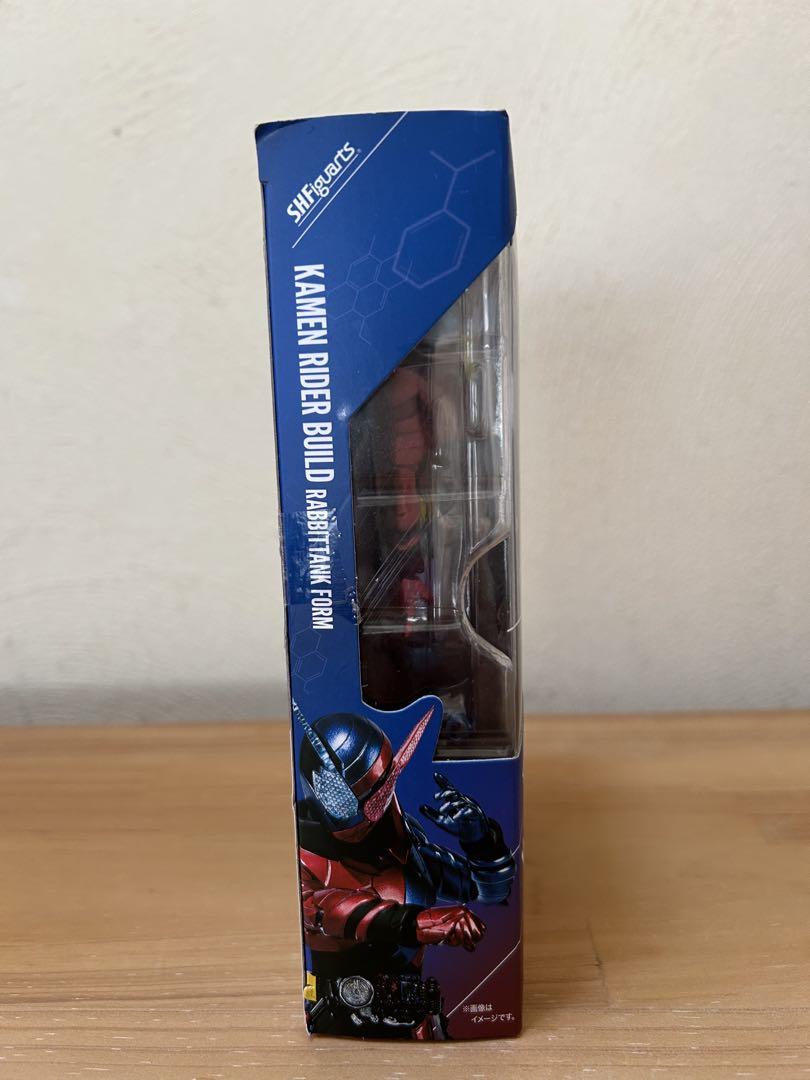 S.H.Figuarts
KAMEN RIDER BUILD RABBITTANK FORM
※画像は
イメージです。